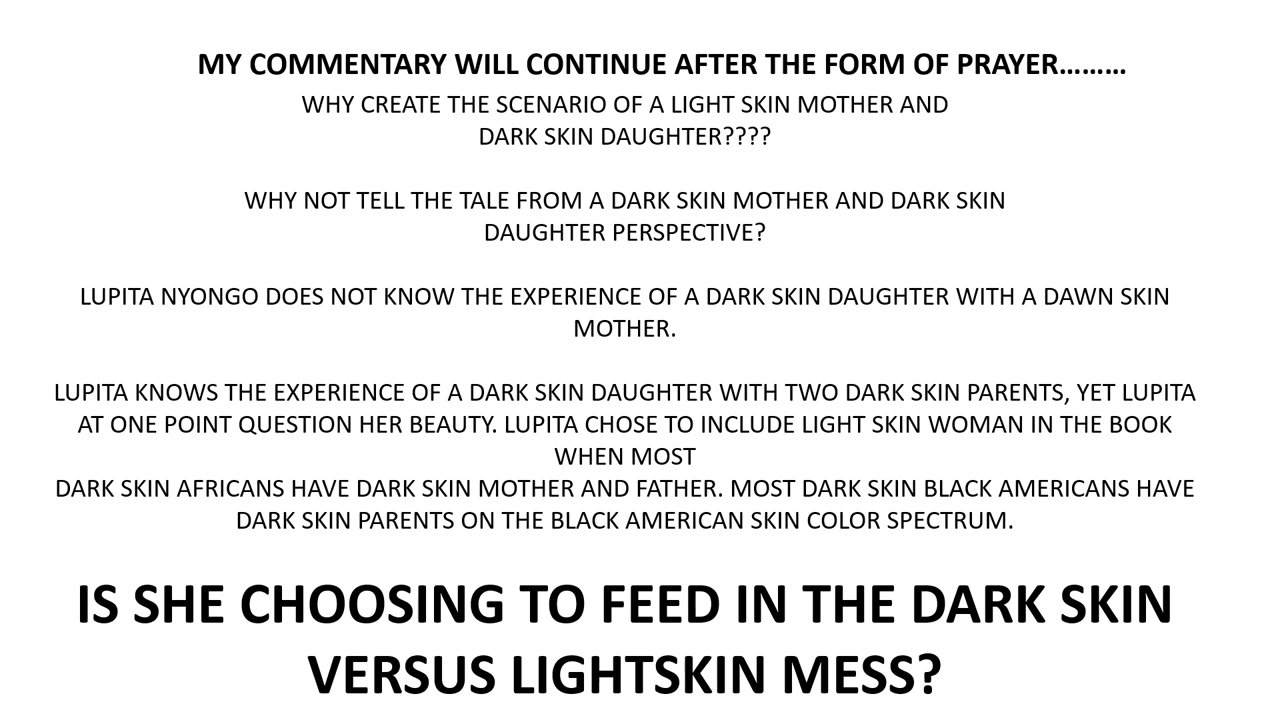 MY COMMENTARY WILL CONTINUE AFTER THE FORM OF PRAYER.........
WHY CREATE THE SCENARIO OF A LIGHT SKIN MOTHER AND
DARK SKIN DAUGHTER????
WHY NOT TELL THE TALE FROM A DARK SKIN MOTHER AND DARK SKIN
DAUGHTER PERSPECTIVE?
LUPITA NYONGO DOES NOT KNOW THE EXPERIENCE OF A DARK SKIN DAUGHTER WITH A DAWN SKIN
MOTHER.
LUPITA KNOWS THE EXPERIENCE OF A DARK SKIN DAUGHTER WITH TWO DARK SKIN PARENTS, YET LUPITA
AT ONE POINT QUESTION HER BEAUTY. LUPITA CHOSE TO INCLUDE LIGHT SKIN WOMAN IN THE BOOK
WHEN MOST
DARK SKIN AFRICANS HAVE DARK SKIN MOTHER AND FATHER. MOST DARK SKIN BLACK AMERICANS HAVE
DARK SKIN PARENTS ON THE BLACK AMERICAN SKIN COLOR SPECTRUM.
IS SHE CHOOSING TO FEED IN THE DARK SKIN
VERSUS LIGHTSKIN MESS?